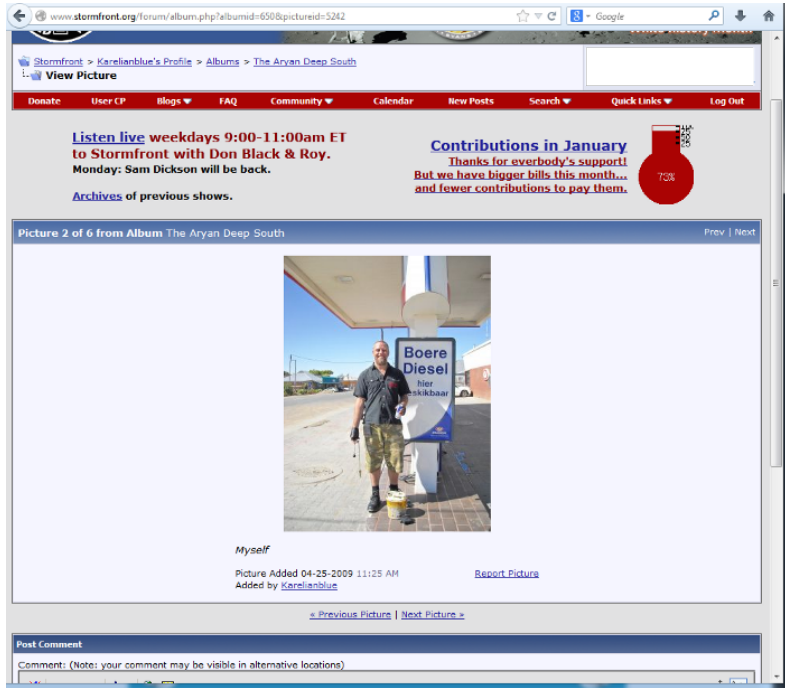 www.stormfront.org/forum/album.php?albumid=650&pictureid=5242
Google
White History Month
Stormfront > Karelianblue's Profile > Albums > The Aryan Deep South
View Picture
Donate User CP Blogs FAQ Community Calendar New Posts Search Quick Links Log Out
Listen live weekdays 9:00-11:00am ET
to Stormfront with Don Black & Roy.
Monday: Sam Dickson will be back.
Archives of previous shows.
Contributions in January
Thanks for everbody's support!
But we have bigger bills this month...
and fewer contributions to pay them.
73%
Picture 2 of 6 from Album The Aryan Deep South
Prev | Next
Boere
Diesel
hier
beskikbaar
Myself
Picture Added 04-25-2009 11:25 AM
Added by Karelianblue
Report Picture
« Previous Picture | Next Picture »
Post Comment
Comment: (Note: your comment may be visible in alternative locations)